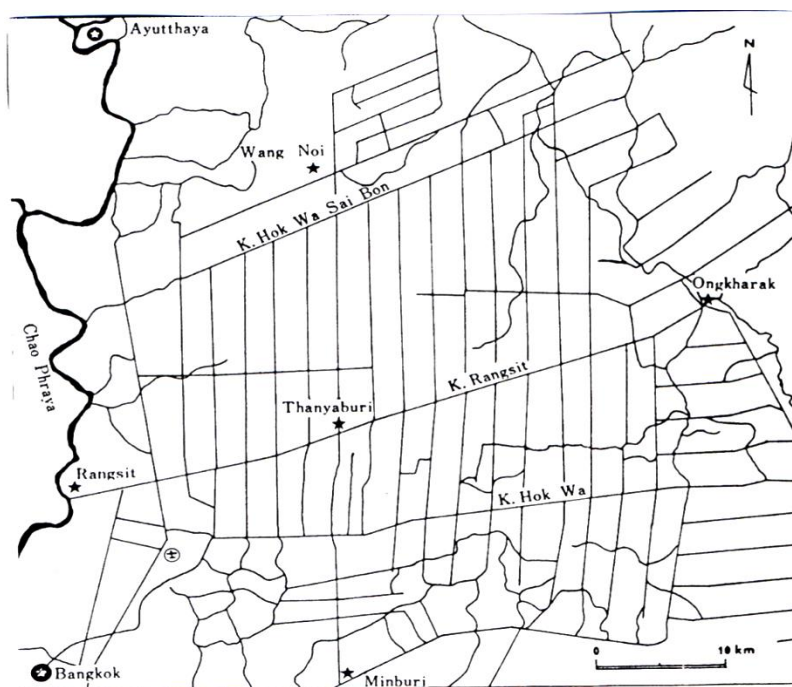 Ayutthaya
N
Wang Noi
K. Hok Wa Sai Bon
Ongkharak
Chao Phraya
K. Rangsit
Thanyaburi
Rangsit
K. Hok Wa
Bangkok
Minburi
0 10 km